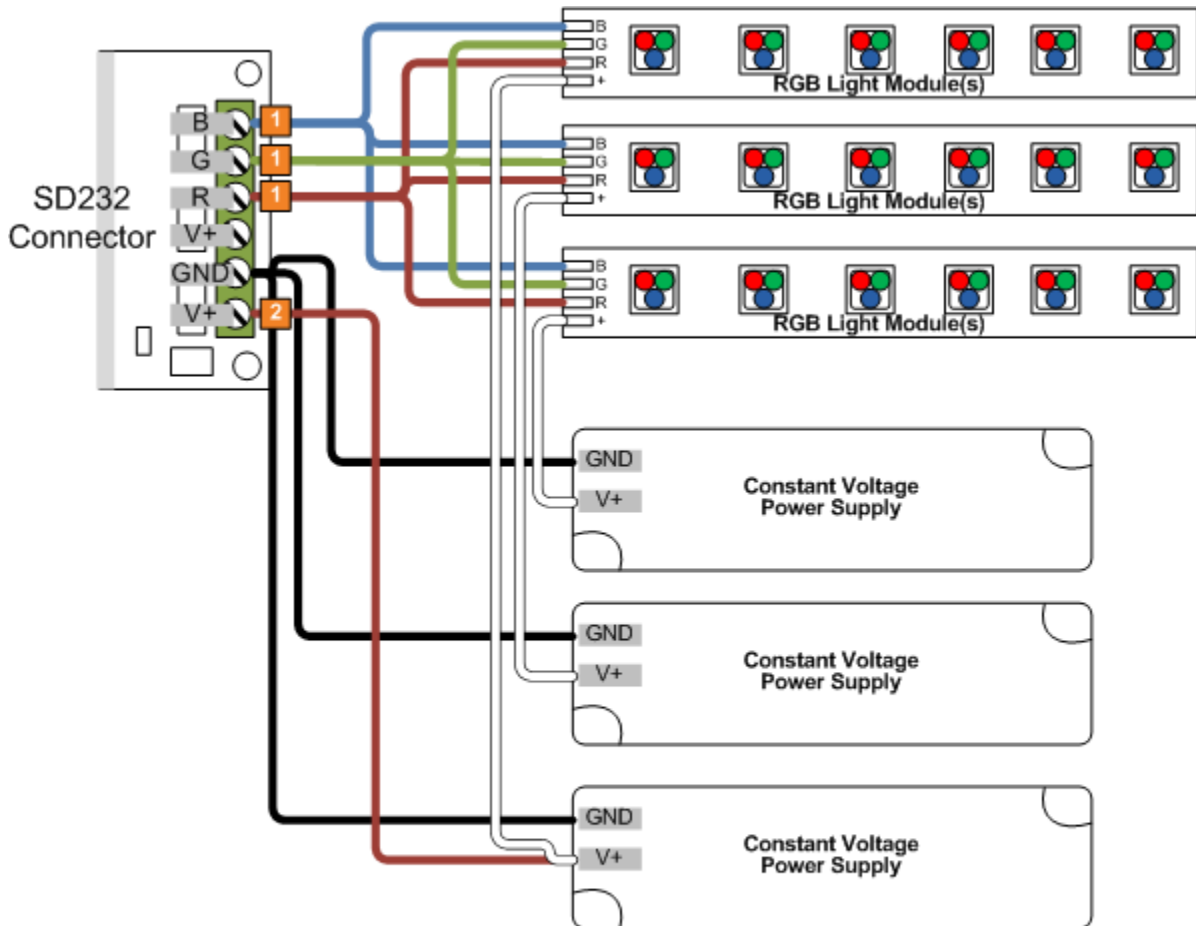 SD232
Connector
B
G
R
V+
GND
V+
1
1
1
2
B
G
R
+
RGB Light Module(s)
B
G
R
+
RGB Light Module(s)
B
G
R
+
RGB Light Module(s)
GND
V+
Constant Voltage
Power Supply
GND
V+
Constant Voltage
Power Supply
GND
V+
Constant Voltage
Power Supply